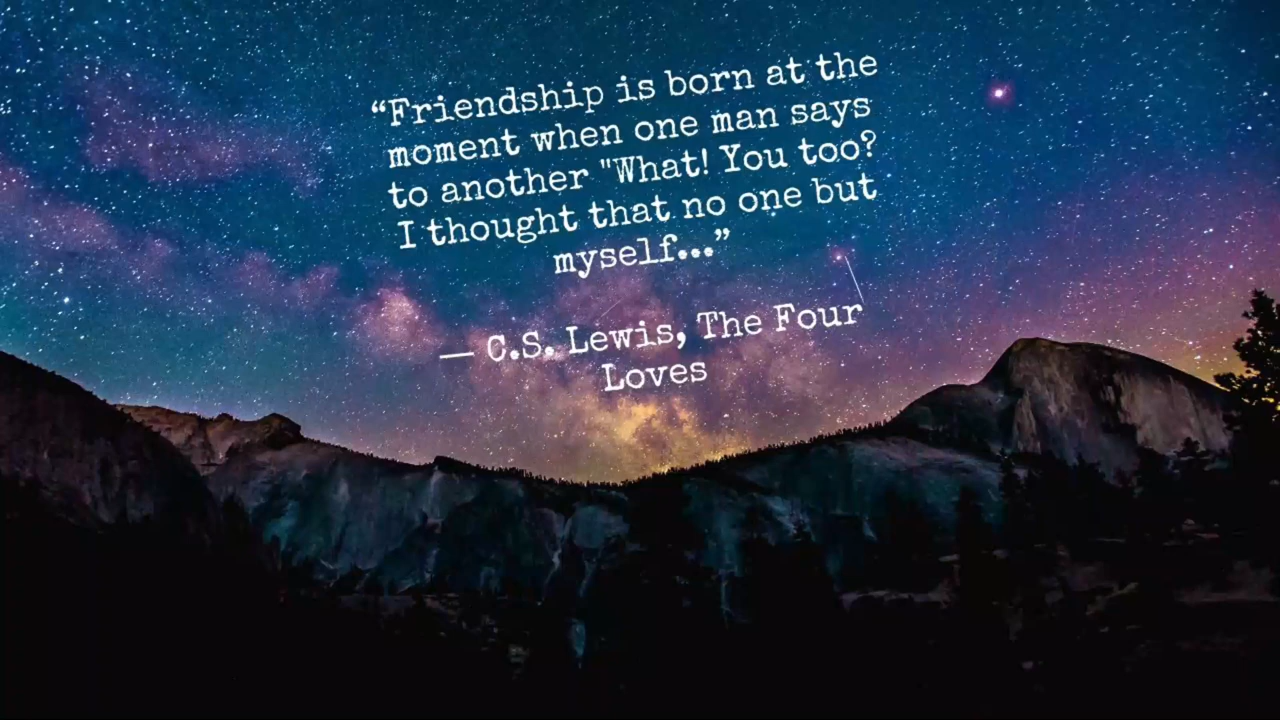 “Friendship is born at the
moment when one man says
to another "What! You too?
I thought that no one but
myself...”
— C.S. Lewis, The Four
Loves